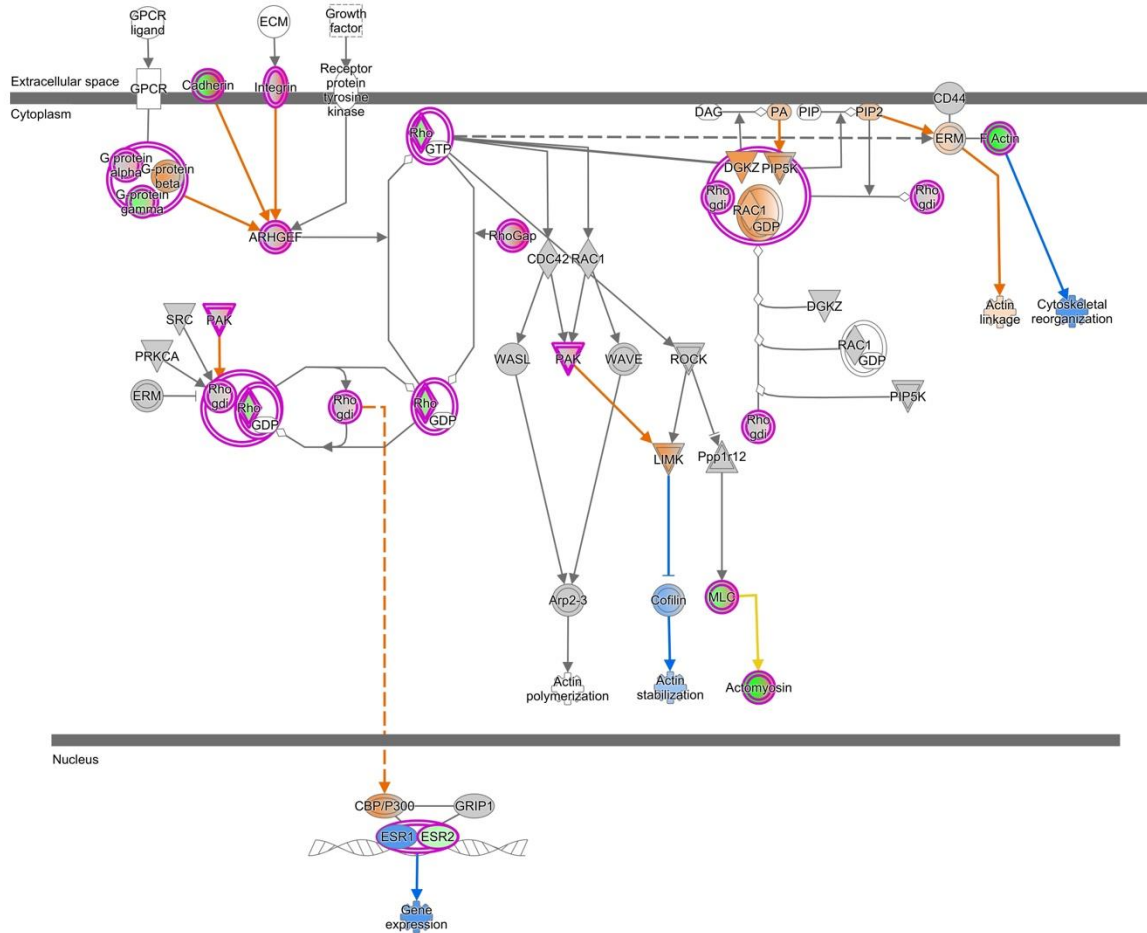 GPCR
ligand
ECM
Growth
factor
Extracellular space
GPCR
Cadherin
Integrin
Receptor
protein
tyrosine
kinase
CD44
Cytoplasm
DAG
PA
PIP
PIP2
Rho
GTP
ERM
F Actin
G protein
alpha
G-protein
beta
G-protein
gamma
DGKZ
PIP5K
Rho
gdi
RAC1
GDP
Rho
gdi
ARHGEF
RhoGap
CDC42
RAC1
DGKZ
Actin
linkage
Cytoskeletal
reorganization
SRC
PAK
PRKCA
WASL
PAK
WAVE
ROCK
RAC1
GDP
ERM
Rho
gdi
Rho
GDP
Rho
gdi
Rho
GDP
PIP5K
Rho
gdi
LIMK
Ppp1r12
Arp2-3
Cofilin
MLC
Actin
polymerization
Actin
stabilization
Actomyosin
Nucleus
CBP/P300
GRIP1
ESR1
ESR2
Gene
expression